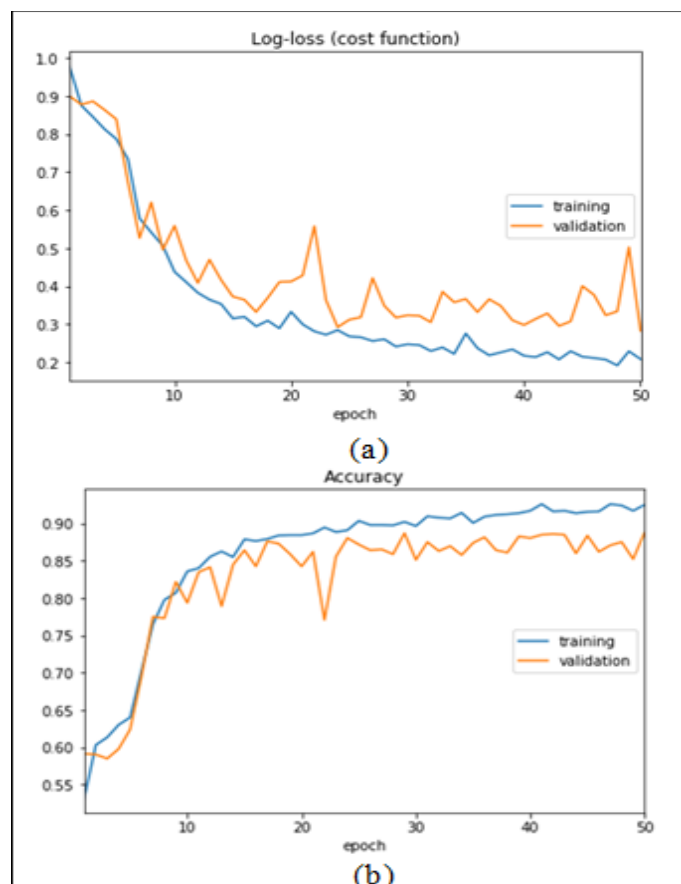 Log-loss (cost function)
1.0
0.9
0.8
0.7
0.6
0.5
0.4
0.3
0.2
training
validation
10 20 30 40 50
epoch
(a)
Accuracy
0.90
0.85
0.80
0.75
0.70
0.65
0.60
0.55
training
validation
10 20 30 40 50
epoch
(b)